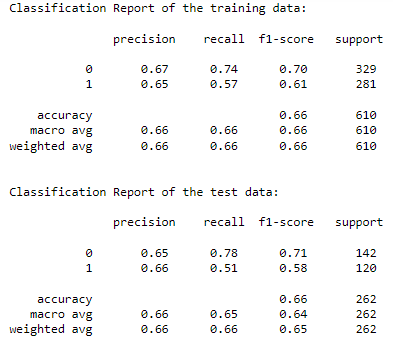 Classification Report of the training data:
precision recall f1-score support
0 0.67 0.74 0.70 329
1 0.65 0.57 0.61 281
accuracy 0.66 610
macro avg 0.66 0.66 0.66 610
weighted avg 0.66 0.66 0.66 610
Classification Report of the test data:
precision recall f1-score support
0 0.65 0.78 0.71 142
1 0.66 0.51 0.58 120
accuracy 0.66 262
macro avg 0.66 0.65 0.64 262
weighted avg 0.66 0.66 0.65 262